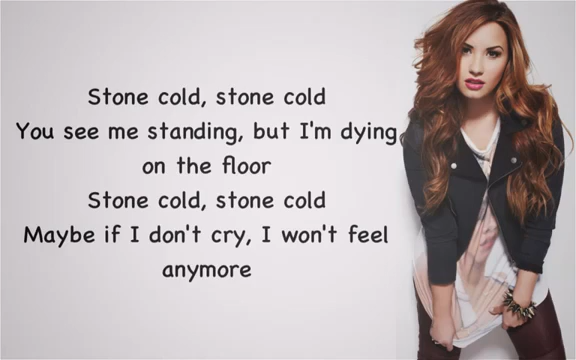 Stone cold, stone cold
You see me standing, but I'm dying
on the floor
Stone cold, stone cold
Maybe if I don't cry, I won't feel
anymore